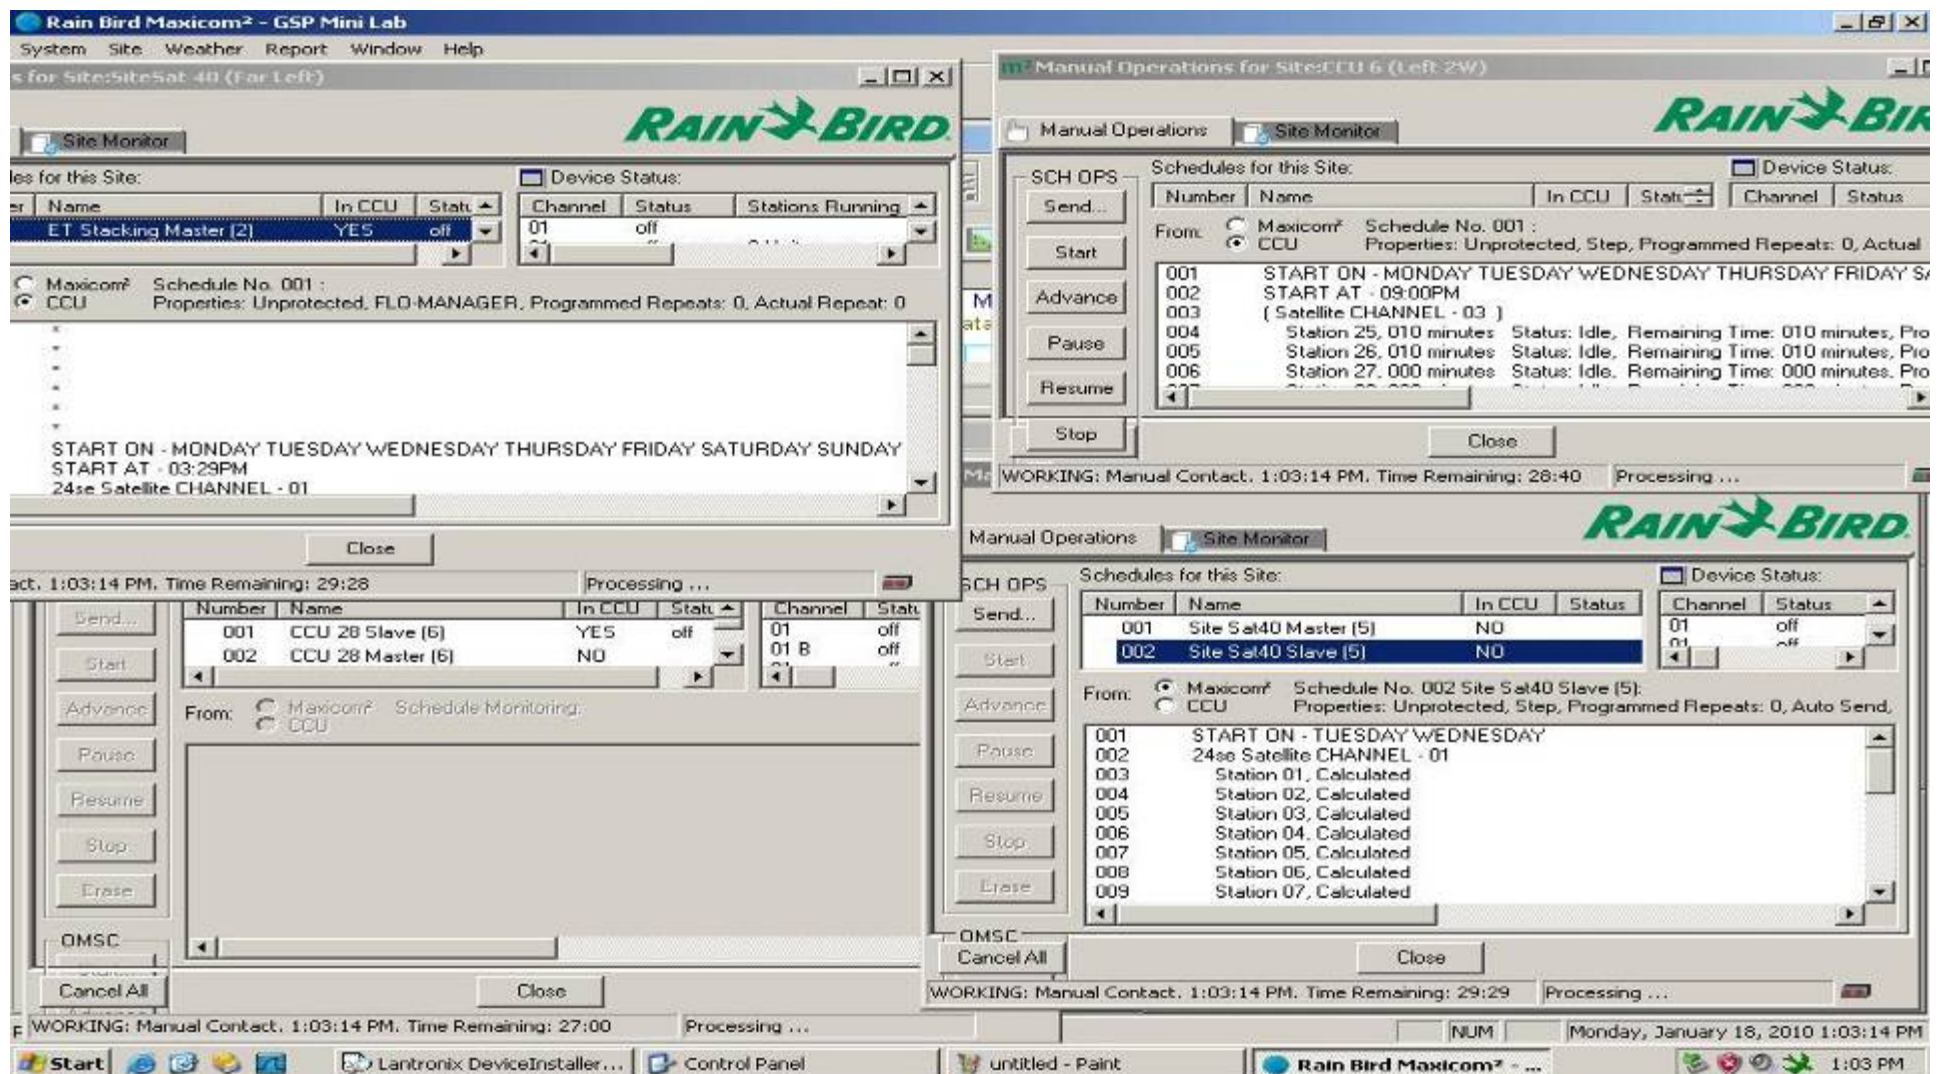 Rain Bird Maxicom² - GSP Mini Lab
System Site Weather Report Window Help
s for Site:SiteSat 40 (Far Left)
RAIN BIRD
Site Monitor
les for this Site:
Device Status:
er Name In CCU Statu Channel Status Stations Running
ET Stacking Master (2) YES off 01 off
Maxicom² Schedule No. 001 :
CCU Properties: Unprotected, FLO-MANAGER, Programmed Repeats: 0, Actual Repeat: 0
*
*
*
*
*
*
START ON - MONDAY TUESDAY WEDNESDAY THURSDAY FRIDAY SATURDAY SUNDAY
START AT - 03:29PM
24se Satellite CHANNEL - 01
Close
act. 1:03:14 PM. Time Remaining: 29:28 Processing ...
m² Manual Operations for Site:CCU 6 (Left 2W)
RAIN BIR
Manual Operations Site Monitor
SCH OPS
Send...
Start
Advance
Pause
Resume
Stop
Schedules for this Site: Device Status:
Number Name In CCU Statu Channel Status
From: Maxicom² Schedule No. 001 :
CCU Properties: Unprotected, Step, Programmed Repeats: 0, Actual
001 START ON - MONDAY TUESDAY WEDNESDAY THURSDAY FRIDAY SA
002 START AT - 09:00PM
003 ( Satellite CHANNEL - 03 )
004 Station 25, 010 minutes Status: Idle, Remaining Time: 010 minutes, Pro
005 Station 26, 010 minutes Status: Idle, Remaining Time: 010 minutes, Pro
006 Station 27, 000 minutes Status: Idle, Remaining Time: 000 minutes, Pro
Close
WORKING: Manual Contact. 1:03:14 PM. Time Remaining: 28:40 Processing ...
Send...
Start
Advance
Pause
Resume
Stop
Erase
OMSC
Cancel All
Number Name In CCU Statu Channel Statu
001 CCU 28 Slave (6) YES off 01 off
002 CCU 28 Master (6) NO 01 B off
From: Maxicom² Schedule Monitoring:
CCU
Close
WORKING: Manual Contact. 1:03:14 PM. Time Remaining: 27:00 Processing ...
RAIN BIRD
Manual Operations Site Monitor
SCH OPS
Send...
Start
Advance
Pause
Resume
Stop
Erase
OMSC
Cancel All
Schedules for this Site: Device Status:
Number Name In CCU Status Channel Status
001 Site Sat40 Master (5) NO 01 off
002 Site Sat40 Slave (5) NO
From: Maxicom² Schedule No. 002 Site Sat40 Slave (5):
CCU Properties: Unprotected, Step, Programmed Repeats: 0, Auto Send,
001 START ON - TUESDAY WEDNESDAY
002 24se Satellite CHANNEL - 01
003 Station 01, Calculated
004 Station 02, Calculated
005 Station 03, Calculated
006 Station 04, Calculated
007 Station 05, Calculated
008 Station 06, Calculated
009 Station 07, Calculated
Close
WORKING: Manual Contact. 1:03:14 PM. Time Remaining: 29:29 Processing ...
NUM Monday, January 18, 2010 1:03:14 PM
Start Lantronix DeviceInstaller... Control Panel untitled - Paint Rain Bird Maxicom² - ... 1:03 PM